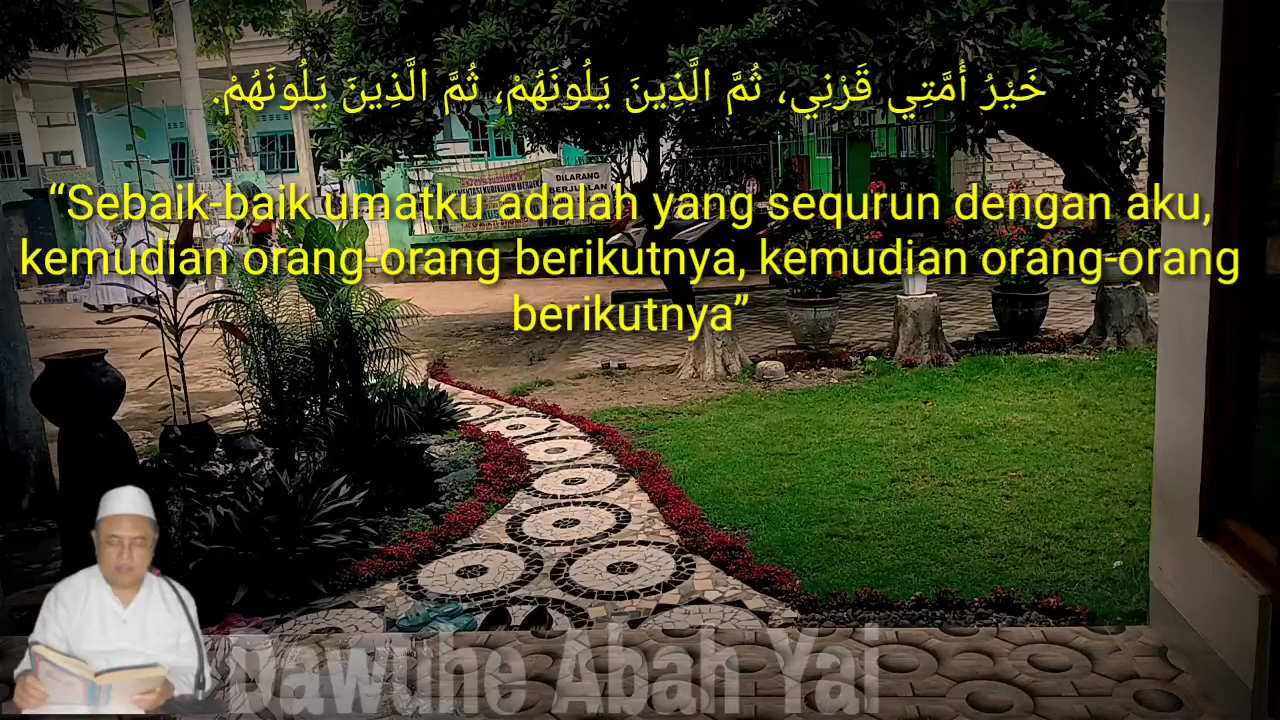 خَيْرُ أُمَّتِي قَرْنِي، ثُمَّ الَّذِينَ يَلُونَهُمْ، ثُمَّ الَّذِينَ يَلُونَهُمْ.
“Sebaik-baik umatku adalah yang sequrun dengan aku,
kemudian orang-orang berikutnya, kemudian orang-orang
berikutnya”
DILARANG
BERJUALAN
Dawuhe Abah Yai